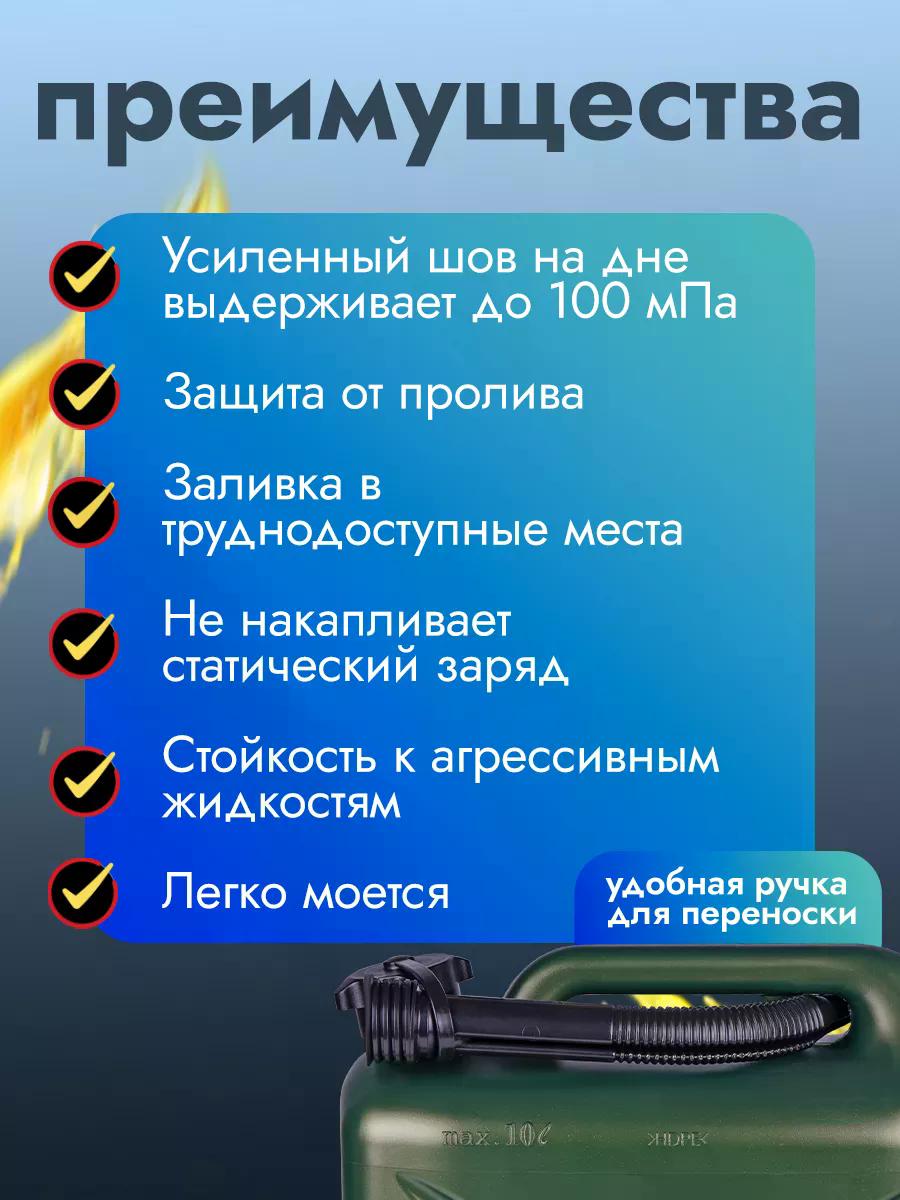 преимущества
Усиленный шов на дне
выдерживает до 100 мПа
Защита от пролива
Заливка в
труднодоступные места
Не накапливает
статический заряд
Стойкость к агрессивным
жидкостям
Легко моется
удобная ручка
для переноски
max.10ℓ